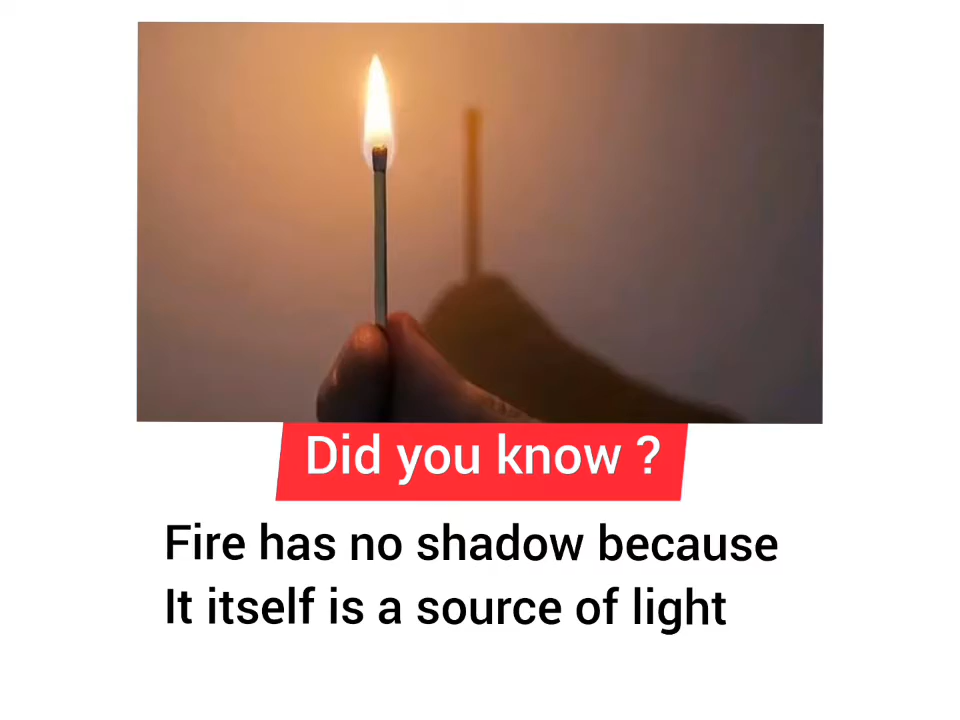 Did you know ?
Fire has no shadow because
It itself is a source of light